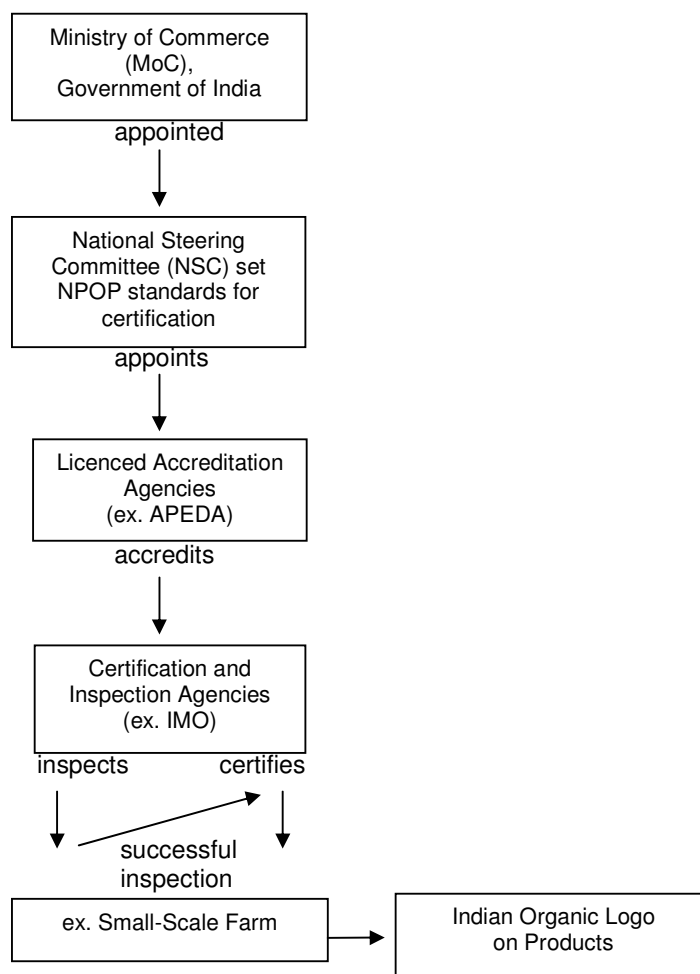 Ministry of Commerce
(MoC),
Government of India
appointed
National Steering
Committee (NSC) set
NPOP standards for
certification
appoints
Licenced Accreditation
Agencies
(ex. APEDA)
accredits
Certification and
Inspection Agencies
(ex. IMO)
inspects certifies
successful
inspection
ex. Small-Scale Farm
Indian Organic Logo
on Products